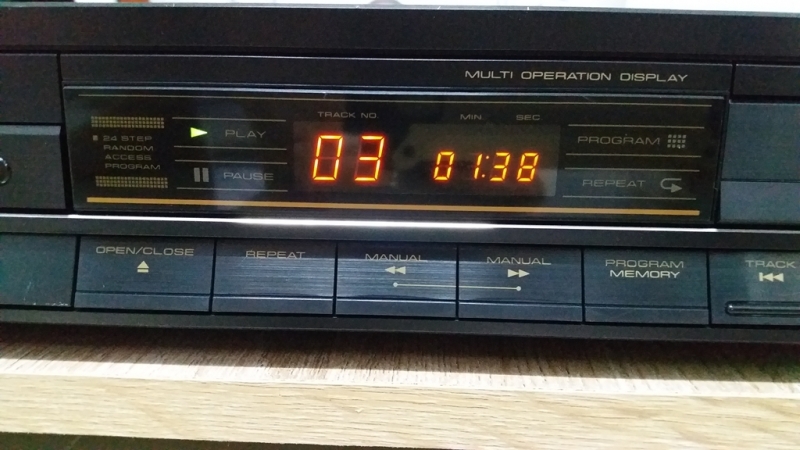 MULTI OPERATION DISPLAY
TRACK NO. MIN. SEC.
24 STEP
RANDOM
ACCESS
PROGRAM
PLAY
PAUSE
03 01:38
PROGRAM
REPEAT
OPEN/CLOSE
REPEAT
MANUAL
MANUAL
PROGRAM
MEMORY
TRACK